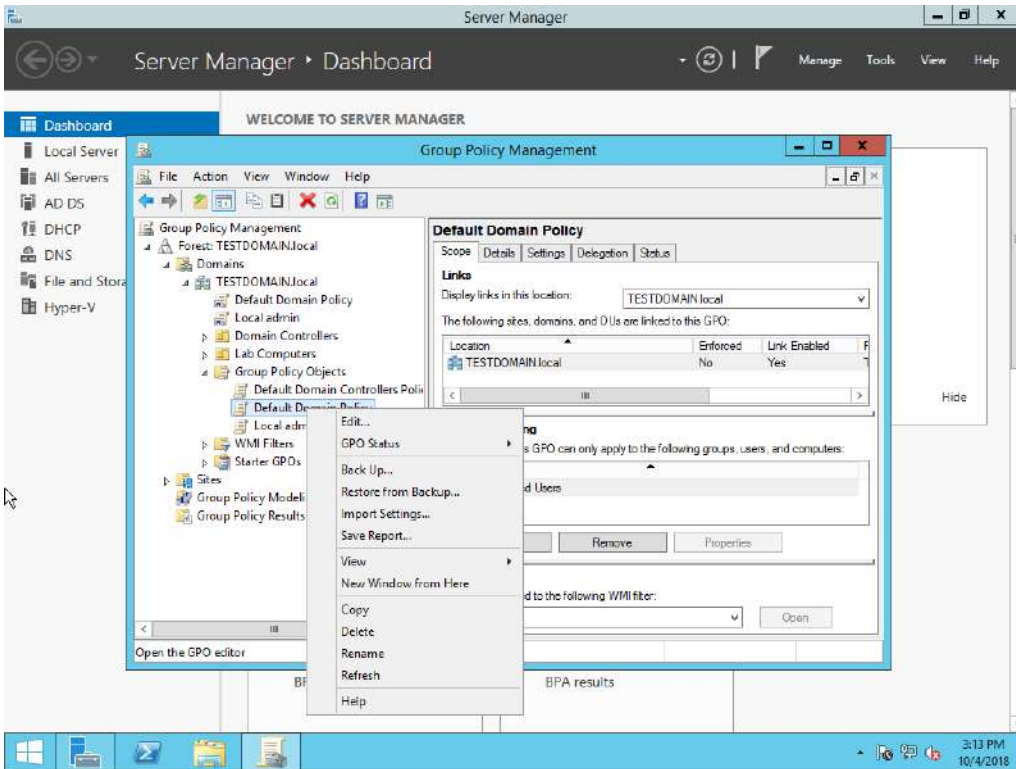 Server Manager
Server Manager ‣ Dashboard
Manage Tools View Help
Dashboard
Local Server
All Servers
AD DS
DHCP
DNS
File and Stora
Hyper-V
WELCOME TO SERVER MANAGER
Group Policy Management
File Action View Window Help
Group Policy Management
Forest: TESTDOMAIN.local
Domains
TESTDOMAIN.local
Default Domain Policy
Local admin
Domain Controllers
Lab Computers
Group Policy Objects
Default Domain Controllers Polic
Default Domain Policy
Local adm
WMI Filters
Starter GPOs
Sites
Group Policy Modeli
Group Policy Results
Open the GPO editor
Default Domain Policy
Scope Details Settings Delegation Status
Links
Display links in this location: TESTDOMAIN.local
The following sites, domains, and OUs are linked to this GPO:
Location Enforced Link Enabled
TESTDOMAIN.local No Yes
ng
s GPO can only apply to the following groups, users, and computers:
d Users
Remove Properties
d to the following WMI filter:
Open
Edit...
GPO Status
Back Up...
Restore from Backup...
Import Settings...
Save Report...
View
New Window from Here
Copy
Delete
Rename
Refresh
Help
Hide
BPA results
3:13 PM
10/4/2018